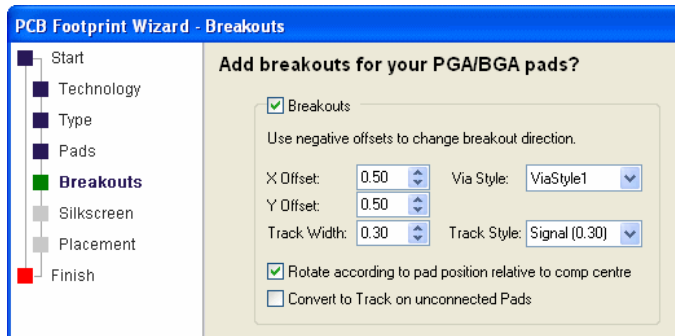 PCB Footprint Wizard - Breakouts
Start
Technology
Type
Pads
Breakouts
Silkscreen
Placement
Finish
Add breakouts for your PGA/BGA pads?
Breakouts
Use negative offsets to change breakout direction.
X Offset: 0.50 Via Style: ViaStyle1
Y Offset: 0.50
Track Width: 0.30 Track Style: Signal (0.30)
Rotate according to pad position relative to comp centre
Convert to Track on unconnected Pads